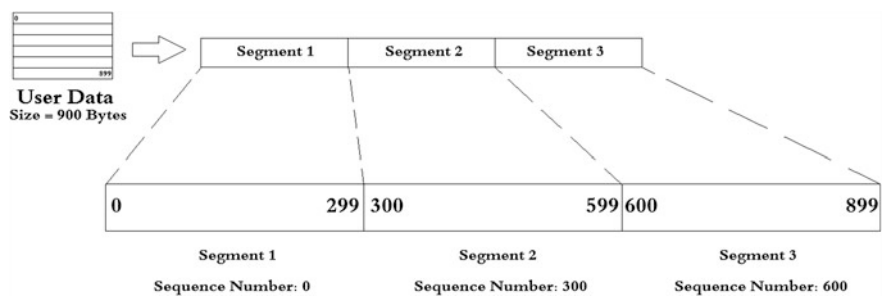 0
899
User Data
Size = 900 Bytes
Segment 1
Segment 2
Segment 3
0
299
300
599
600
899
Segment 1
Segment 2
Segment 3
Sequence Number: 0
Sequence Number: 300
Sequence Number: 600